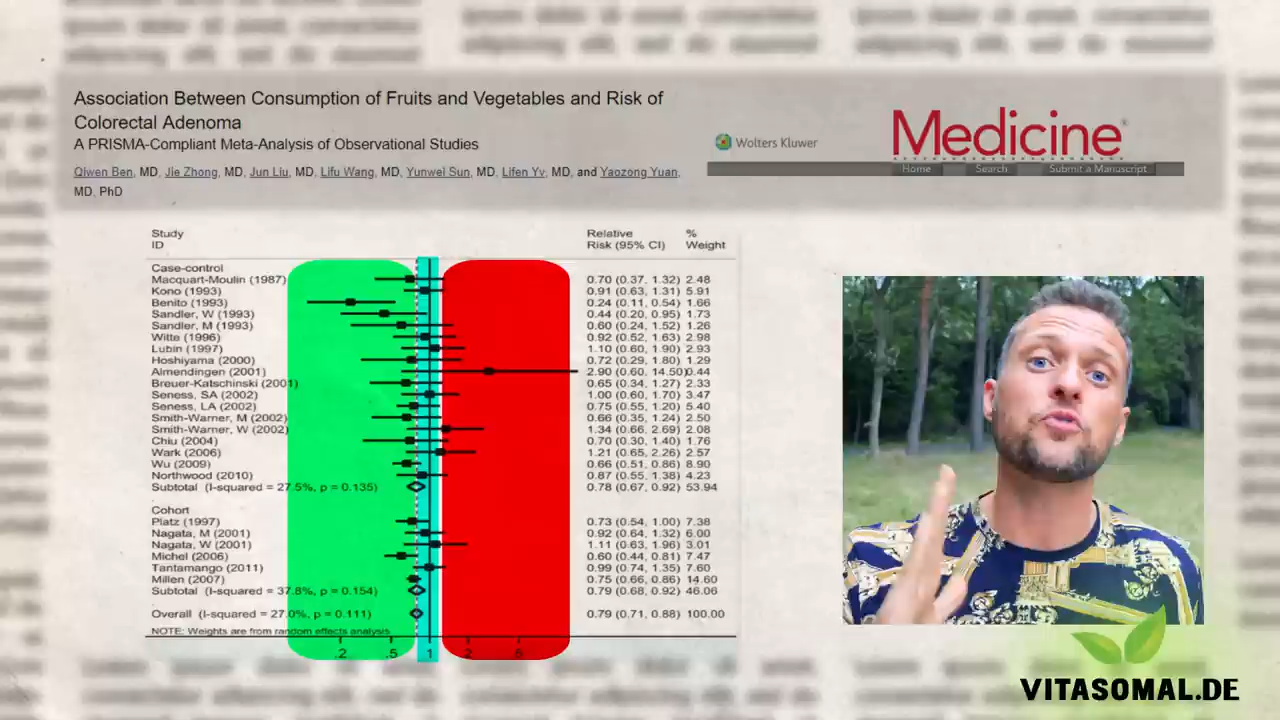 Association Between Consumption of Fruits and Vegetables and Risk of
Colorectal Adenoma
A PRISMA-Compliant Meta-Analysis of Observational Studies
Qiwen Ben, MD, Jie Zhong, MD, Jun Liu, MD, Lifu Wang, MD, Yunwei Sun, MD, Lifen Yv, MD, and Yaozong Yuan,
MD, PhD
Wolters Kluwer
Medicine
Home Search Submit a Manuscript
Study Relative %
ID Risk (95% CI) Weight
Case-control
Macquart-Moulin (1987) 0.70 (0.37, 1.32) 2.48
Kono (1993) 0.91 (0.63, 1.31) 5.91
Benito (1993) 0.24 (0.11, 0.54) 1.66
Sandler, W (1993) 0.44 (0.20, 0.95) 1.73
Sandler, M (1993) 0.60 (0.24, 1.52) 1.26
Witte (1996) 0.92 (0.52, 1.63) 2.98
Lubin (1997) 1.10 (0.60, 1.90) 2.93
Hoshiyama (2000) 0.72 (0.29, 1.80) 1.29
Almendingen (2001) 2.90 (0.60, 14.50) 0.44
Breuer-Katschinski (2001) 0.65 (0.34, 1.27) 2.33
Seness, SA (2002) 1.00 (0.60, 1.70) 3.47
Seness, LA (2002) 0.75 (0.55, 1.20) 5.40
Smith-Warner, M (2002) 0.66 (0.35, 1.24) 2.50
Smith-Warner, W (2002) 1.34 (0.66, 2.69) 2.08
Chiu (2004) 0.70 (0.30, 1.40) 1.76
Wark (2006) 1.21 (0.65, 2.26) 2.57
Wu (2009) 0.66 (0.51, 0.86) 8.90
Northwood (2010) 0.87 (0.55, 1.38) 4.23
Subtotal (I-squared = 27.5%, p = 0.135) 0.78 (0.67, 0.92) 53.94
Cohort
Platz (1997) 0.73 (0.54, 1.00) 7.38
Nagata, M (2001) 0.92 (0.64, 1.32) 6.00
Nagata, W (2001) 1.11 (0.63, 1.96) 3.01
Michel (2006) 0.60 (0.44, 0.81) 7.47
Tantamango (2011) 0.99 (0.74, 1.35) 7.60
Millen (2007) 0.75 (0.66, 0.86) 14.60
Subtotal (I-squared = 37.8%, p = 0.154) 0.79 (0.68, 0.92) 46.06
Overall (I-squared = 27.0%, p = 0.111) 0.79 (0.71, 0.88) 100.00
NOTE: Weights are from random effects analysis
.2 .5 1 2
VITASOMAL.DE